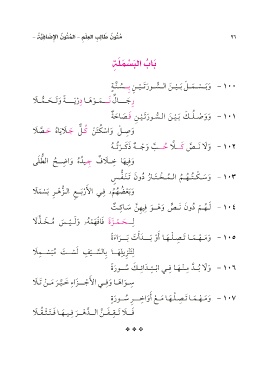 ٢٦ مُتُونُ طَالِبِ العِلْمِ - المُتُونُ الإِضَافِيَّةُ -
بَابُ البَسْمَلَةِ
١٠٠ - وَبَسْمَلَ بَيْنَ السُّورَتَيْنِ بِسُنَّةٍ
رِجَالٌ نَمَوْهَا دِرْيَةً وَتَحَمُّلَا
١٠١ - وَوَصْلُكَ بَيْنَ السُّورَتَيْنِ فَصَاحَةٌ
وَصِلْ وَاسْكُتَنْ كُلٌّ جَلَايَاهُ حَصَّلَا
١٠٢ - وَلَا نَصَّ كَلَّا حُبَّ وَجْهٌ ذَكَرْتُهُ
وَفِيهَا خِلَافٌ جِيدُهُ وَاضِحُ الطُّلَى
١٠٣ - وَسَكْتُهُمُ المُخْتَارُ دُونَ تَنَفُّسٍ
وَبَعْضُهُمُ فِي الأَرْبَعِ الزُّهْرِ بَسْمَلَا
١٠٤ - لَهُمْ دُونَ نَصٍّ وَهْوَ فِيهِنَّ سَاكِتٌ
لِحَمْزَةَ فَافْهَمْهُ وَلَيْسَ مُخَذَّلَا
١٠٥ - وَمَهْمَا تَصِلْهَا أَوْ بَدَأْتَ بَرَاءَةً
لِتَنْزِيلِهَا بِالسَّيْفِ لَسْتَ مُبَسْمِلَا
١٠٦ - وَلَا بُدَّ مِنْهَا فِي ابْتِدَائِكَ سُورَةً
سِوَاهَا وَفِي الأَجْزَاءِ خَيَّرَ مَنْ تَلَا
١٠٧ - وَمَهْمَا تَصِلْهَا مَعْ أَوَاخِرِ سُورَةٍ
فَلَا تَقِفَنَّ الدَّهْرَ فِيهَا فَتَثْقُلَا